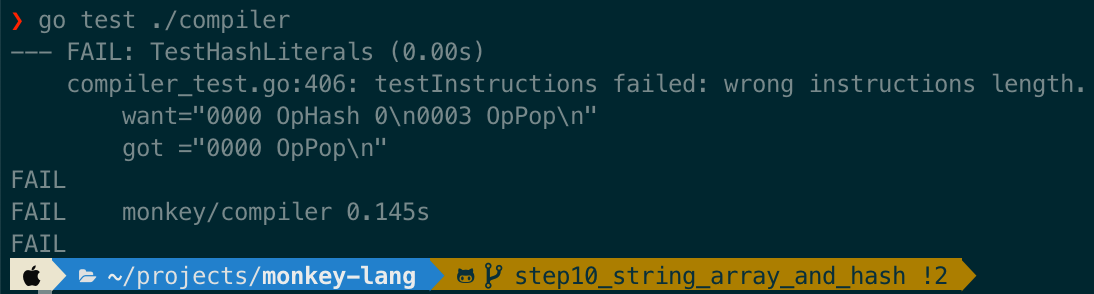 ❯ go test ./compiler
--- FAIL: TestHashLiterals (0.00s)
    compiler_test.go:406: testInstructions failed: wrong instructions length.
        want="0000 OpHash 0\n0003 OpPop\n"
        got ="0000 OpPop\n"
FAIL
FAIL    monkey/compiler 0.145s
FAIL
~/projects/monkey-lang step10_string_array_and_hash !2